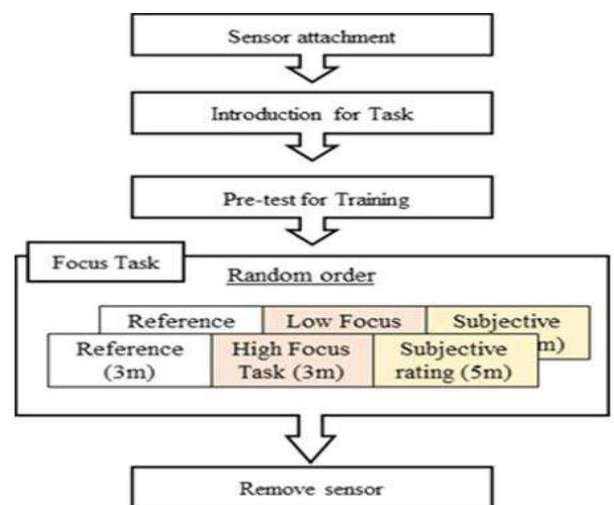 Sensor attachment
Introduction for Task
Pre-test for Training
Focus Task
Random order
Reference Low Focus Subjective
m)
Reference High Focus Subjective
(3m) Task (3m) rating (5m)
Remove sensor